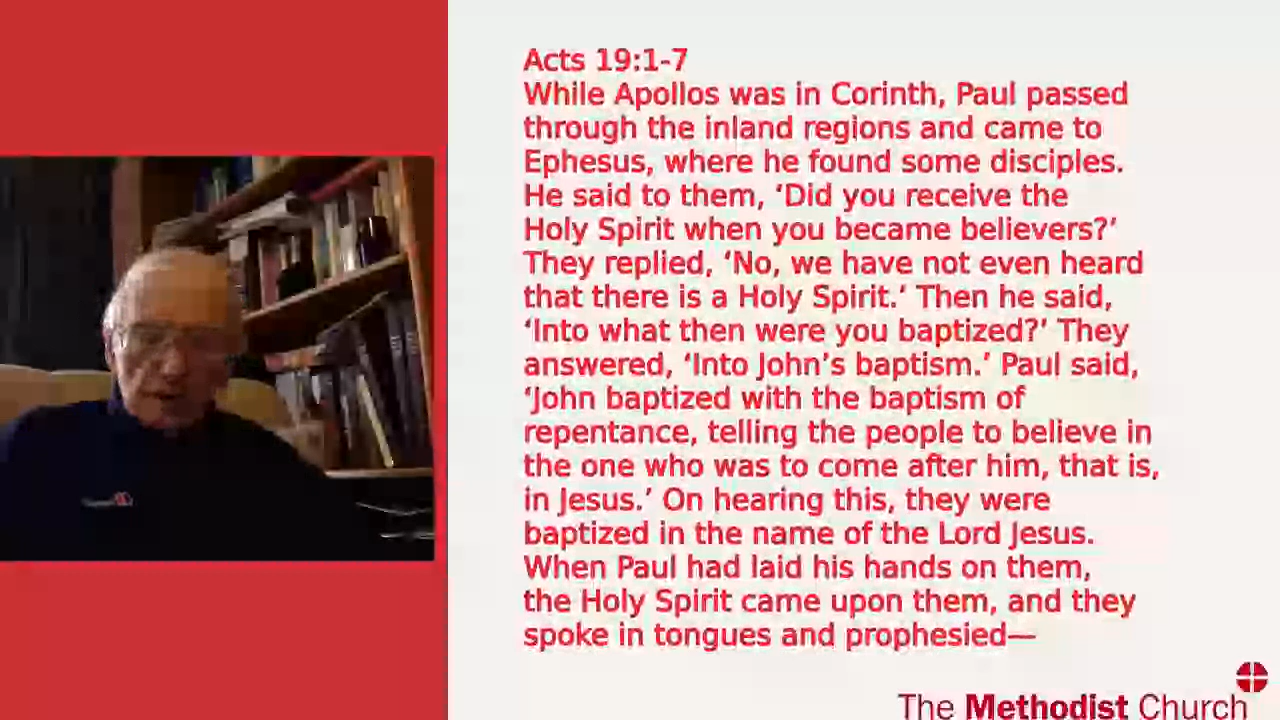 Acts 19:1-7
While Apollos was in Corinth, Paul passed
through the inland regions and came to
Ephesus, where he found some disciples.
He said to them, ‘Did you receive the
Holy Spirit when you became believers?’
They replied, ‘No, we have not even heard
that there is a Holy Spirit.’ Then he said,
‘Into what then were you baptized?’ They
answered, ‘Into John’s baptism.’ Paul said,
‘John baptized with the baptism of
repentance, telling the people to believe in
the one who was to come after him, that is,
in Jesus.’ On hearing this, they were
baptized in the name of the Lord Jesus.
When Paul had laid his hands on them,
the Holy Spirit came upon them, and they
spoke in tongues and prophesied—
The Methodist Church